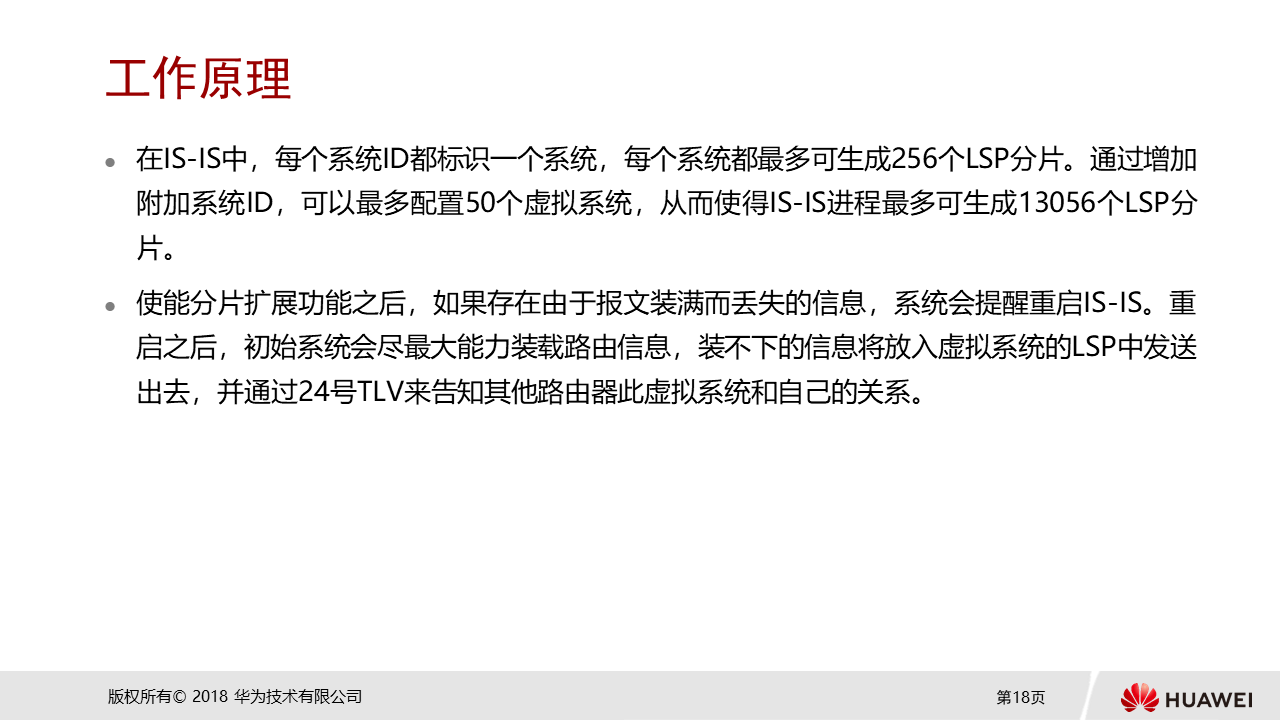 工作原理
在IS-IS中，每个系统ID都标识一个系统，每个系统都最多可生成256个LSP分片。通过增加
附加系统ID，可以最多配置50个虚拟系统，从而使得IS-IS进程最多可生成13056个LSP分
片。
使能分片扩展功能之后，如果存在由于报文装满而丢失的信息，系统会提醒重启IS-IS。重
启之后，初始系统会尽最大能力装载路由信息，装不下的信息将放入虚拟系统的LSP中发送
出去，并通过24号TLV来告知其他路由器此虚拟系统和自己的关系。
版权所有© 2018 华为技术有限公司
第18页
HUAWEI